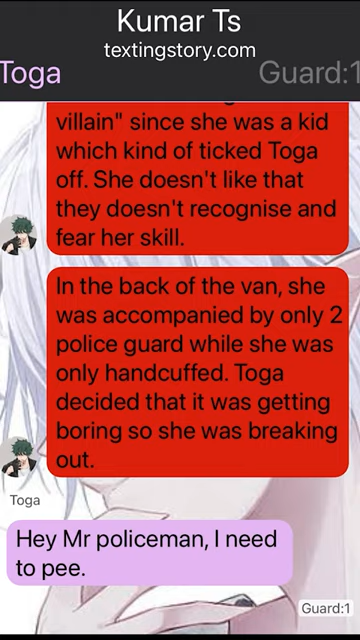 Kumar Ts
textingstory.com
Toga
Guard:1
villain" since she was a kid
which kind of ticked Toga
off. She doesn't like that
they doesn't recognise and
fear her skill.
In the back of the van, she
was accompanied by only 2
police guard while she was
only handcuffed. Toga
decided that it was getting
boring so she was breaking
out.
Toga
Hey Mr policeman, I need
to pee.
Guard:1